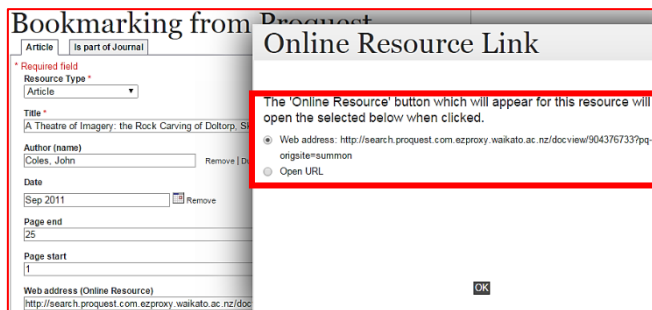 Bookmarking from Proquest
Article
Is part of Journal
* Required field
Resource Type *
Article
Title *
A Theatre of Imagery: the Rock Carving of Doltorp, Sk
Author (name)
Coles, John
Remove | Du
Date
Sep 2011
Remove
Page end
25
Page start
1
Web address (Online Resource)
http://search.proquest.com.ezproxy.waikato.ac.nz/doc
Online Resource Link
The 'Online Resource' button which will appear for this resource will
open the selected below when clicked.
Web address: http://search.proquest.com.ezproxy.waikato.ac.nz/docview/904376733?pq-
origsite=summon
Open URL
OK